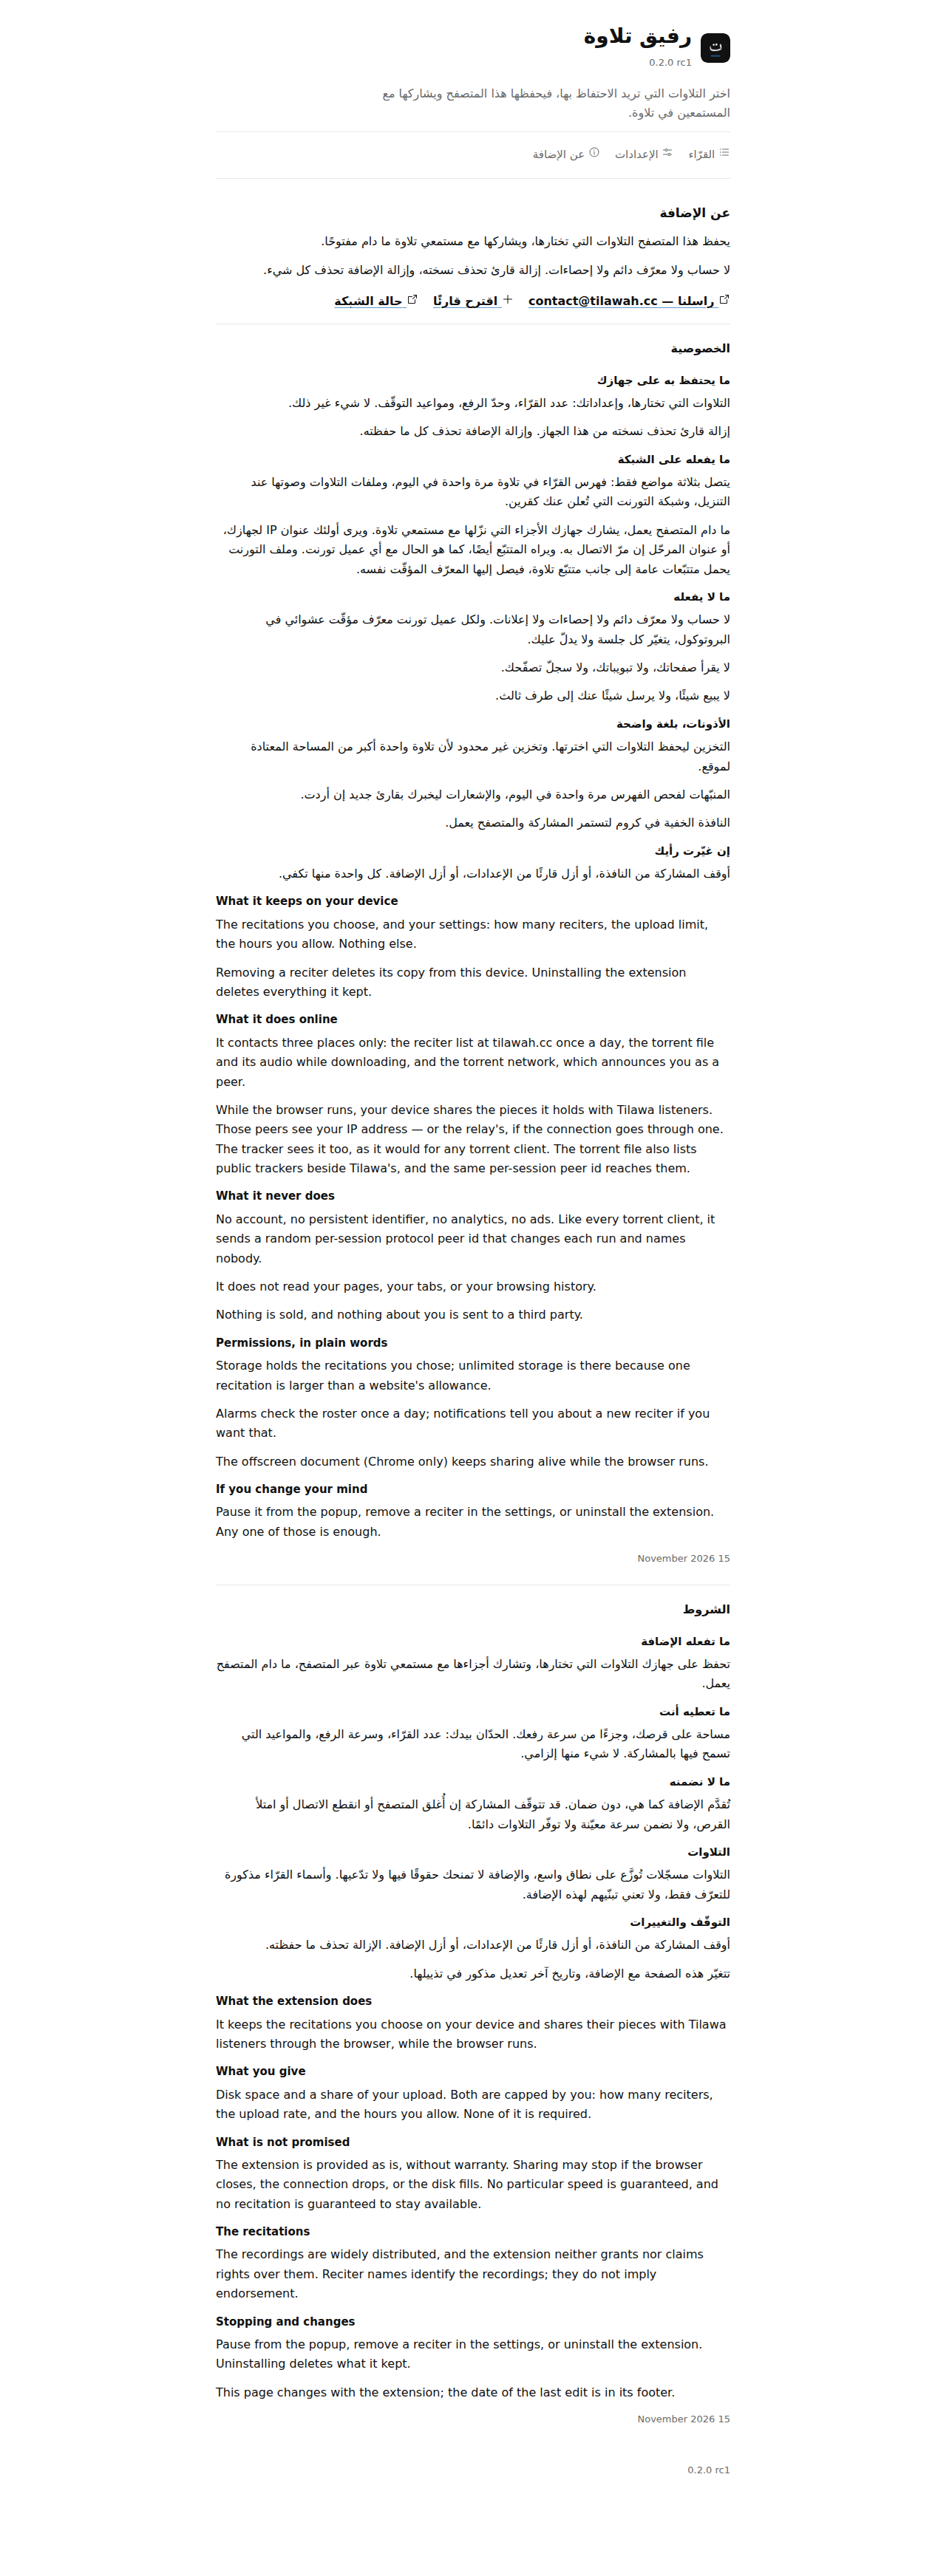 ت
رفيق تلاوة
0.2.0 rc1
اختر التلاوات التي تريد الاحتفاظ بها، فيحفظها هذا المتصفح ويشاركها مع
المستمعين في تلاوة.
القرّاء الإعدادات عن الإضافة
عن الإضافة
يحفظ هذا المتصفح التلاوات التي تختارها، ويشاركها مع مستمعي تلاوة ما دام مفتوحًا.
لا حساب ولا معرّف دائم ولا إحصاءات. إزالة قارئ تحذف نسخته، وإزالة الإضافة تحذف كل شيء.
راسلنا — contact@tilawah.cc اقترح قارئًا حالة الشبكة
الخصوصية
ما يحتفظ به على جهازك
التلاوات التي تختارها، وإعداداتك: عدد القرّاء، وحدّ الرفع، ومواعيد التوقّف. لا شيء غير ذلك.
إزالة قارئ تحذف نسخته من هذا الجهاز. وإزالة الإضافة تحذف كل ما حفظته.
ما يفعله على الشبكة
يتصل بثلاثة مواضع فقط: فهرس القرّاء في تلاوة مرة واحدة في اليوم، وملفات التلاوات وصوتها عند
التنزيل، وشبكة التورنت التي تُعلن عنك كقرين.
ما دام المتصفح يعمل، يشارك جهازك الأجزاء التي نزّلها مع مستمعي تلاوة. ويرى أولئك عنوان IP لجهازك،
أو عنوان المرحّل إن مرّ الاتصال به. ويراه المتتبّع أيضًا، كما هو الحال مع أي عميل تورنت. وملف التورنت
يحمل متتبّعات عامة إلى جانب متتبّع تلاوة، فيصل إليها المعرّف المؤقّت نفسه.
ما لا يفعله
لا حساب ولا معرّف دائم ولا إحصاءات ولا إعلانات. ولكل عميل تورنت معرّف مؤقّت عشوائي في
البروتوكول، يتغيّر كل جلسة ولا يدلّ عليك.
لا يقرأ صفحاتك، ولا تبويباتك، ولا سجلّ تصفّحك.
لا يبيع شيئًا، ولا يرسل شيئًا عنك إلى طرف ثالث.
الأذونات، بلغة واضحة
التخزين ليحفظ التلاوات التي اخترتها. وتخزين غير محدود لأن تلاوة واحدة أكبر من المساحة المعتادة
لموقع.
المنبّهات لفحص الفهرس مرة واحدة في اليوم، والإشعارات ليخبرك بقارئ جديد إن أردت.
النافذة الخفية في كروم لتستمر المشاركة والمتصفح يعمل.
إن غيّرت رأيك
أوقف المشاركة من النافذة، أو أزل قارئًا من الإعدادات، أو أزل الإضافة. كل واحدة منها تكفي.
What it keeps on your device
The recitations you choose, and your settings: how many reciters, the upload limit,
the hours you allow. Nothing else.
Removing a reciter deletes its copy from this device. Uninstalling the extension
deletes everything it kept.
What it does online
It contacts three places only: the reciter list at tilawah.cc once a day, the torrent file
and its audio while downloading, and the torrent network, which announces you as a
peer.
While the browser runs, your device shares the pieces it holds with Tilawa listeners.
Those peers see your IP address — or the relay's, if the connection goes through one.
The tracker sees it too, as it would for any torrent client. The torrent file also lists
public trackers beside Tilawa's, and the same per-session peer id reaches them.
What it never does
No account, no persistent identifier, no analytics, no ads. Like every torrent client, it
sends a random per-session protocol peer id that changes each run and names
nobody.
It does not read your pages, your tabs, or your browsing history.
Nothing is sold, and nothing about you is sent to a third party.
Permissions, in plain words
Storage holds the recitations you chose; unlimited storage is there because one
recitation is larger than a website's allowance.
Alarms check the roster once a day; notifications tell you about a new reciter if you
want that.
The offscreen document (Chrome only) keeps sharing alive while the browser runs.
If you change your mind
Pause it from the popup, remove a reciter in the settings, or uninstall the extension.
Any one of those is enough.
November 2026 15
الشروط
ما تفعله الإضافة
تحفظ على جهازك التلاوات التي تختارها، وتشارك أجزاءها مع مستمعي تلاوة عبر المتصفح، ما دام المتصفح
يعمل.
ما تعطيه أنت
مساحة على قرصك، وجزءًا من سرعة رفعك. الحدّان بيدك: عدد القرّاء، وسرعة الرفع، والمواعيد التي
تسمح فيها بالمشاركة. لا شيء منها إلزامي.
ما لا نضمنه
تُقدَّم الإضافة كما هي، دون ضمان. قد تتوقّف المشاركة إن أُغلق المتصفح أو انقطع الاتصال أو امتلأ
القرص، ولا نضمن سرعة معيّنة ولا توفّر التلاوات دائمًا.
التلاوات
التلاوات مسجّلات تُوزَّع على نطاق واسع، والإضافة لا تمنحك حقوقًا فيها ولا تدّعيها. وأسماء القرّاء مذكورة
للتعرّف فقط، ولا تعني تبنّيهم لهذه الإضافة.
التوقّف والتغييرات
أوقف المشاركة من النافذة، أو أزل قارئًا من الإعدادات، أو أزل الإضافة. الإزالة تحذف ما حفظته.
تتغيّر هذه الصفحة مع الإضافة، وتاريخ آخر تعديل مذكور في تذييلها.
What the extension does
It keeps the recitations you choose on your device and shares their pieces with Tilawa
listeners through the browser, while the browser runs.
What you give
Disk space and a share of your upload. Both are capped by you: how many reciters,
the upload rate, and the hours you allow. None of it is required.
What is not promised
The extension is provided as is, without warranty. Sharing may stop if the browser
closes, the connection drops, or the disk fills. No particular speed is guaranteed, and
no recitation is guaranteed to stay available.
The recitations
The recordings are widely distributed, and the extension neither grants nor claims
rights over them. Reciter names identify the recordings; they do not imply
endorsement.
Stopping and changes
Pause from the popup, remove a reciter in the settings, or uninstall the extension.
Uninstalling deletes what it kept.
This page changes with the extension; the date of the last edit is in its footer.
November 2026 15
0.2.0 rc1